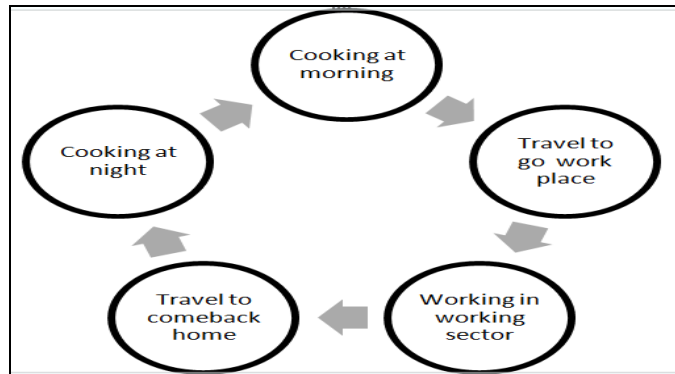 Cooking at
morning
Travel to
go work
place
Working in
working
sector
Travel to
comeback
home
Cooking at
night